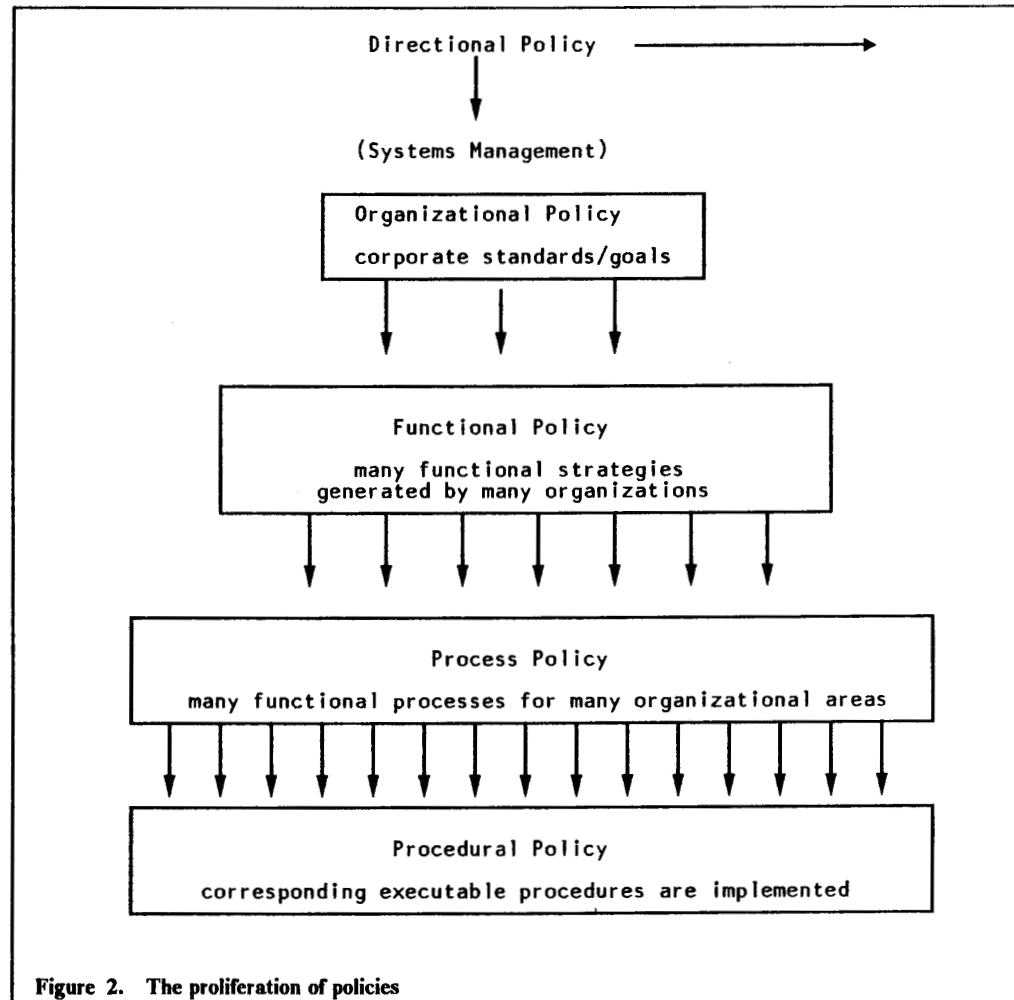 Directional Policy
(Systems Management)
Organizational Policy
corporate standards/goals
Functional Policy
many functional strategies
generated by many organizations
Process Policy
many functional processes for many organizational areas
Procedural Policy
corresponding executable procedures are implemented
Figure 2. The proliferation of policies